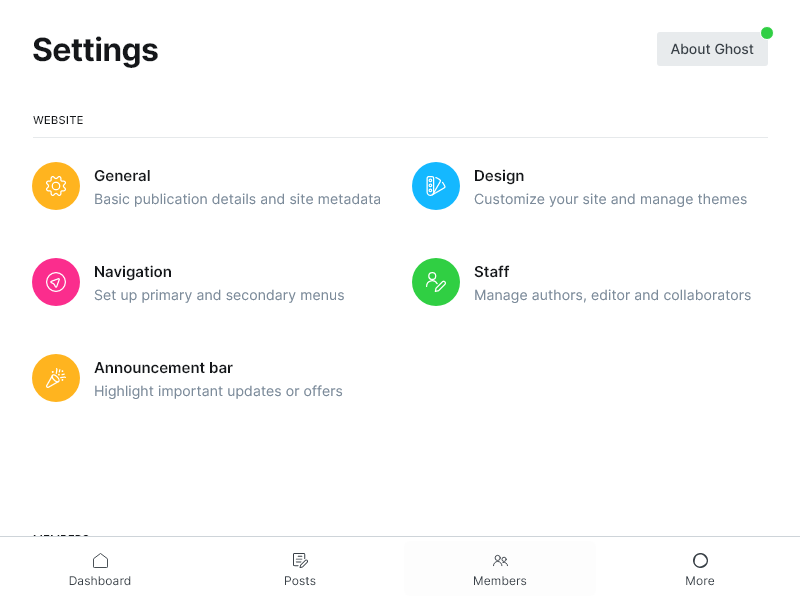 Settings
About Ghost
WEBSITE
General
Basic publication details and site metadata
Design
Customize your site and manage themes
Navigation
Set up primary and secondary menus
Staff
Manage authors, editor and collaborators
Announcement bar
Highlight important updates or offers
MEMBERS
Dashboard
Posts
Members
More